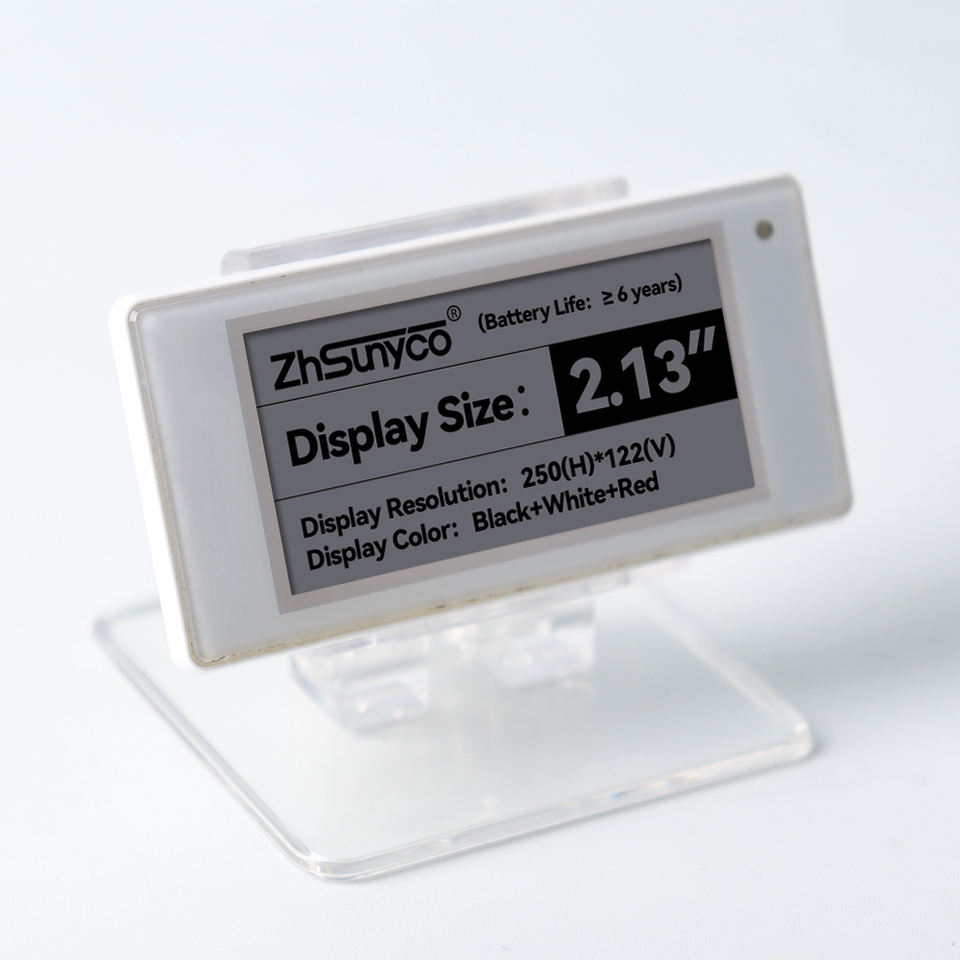 ZhSunyco® (Battery Life: ≥ 6 years)
Display Size: 2.13"
Display Resolution: 250(H)*122(V)
Display Color: Black+White+Red